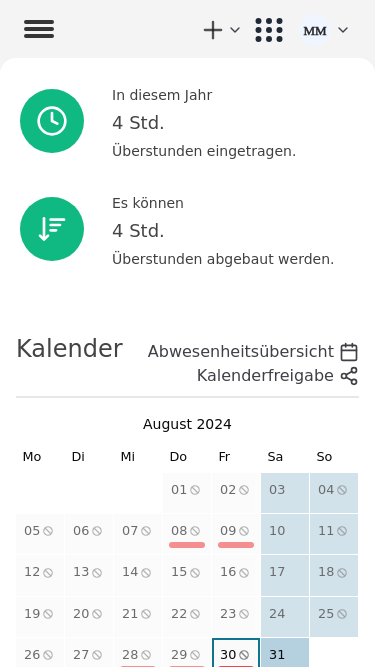 MM
In diesem Jahr
4 Std.
Überstunden eingetragen.
Es können
4 Std.
Überstunden abgebaut werden.
Kalender
Abwesenheitsübersicht
Kalenderfreigabe
August 2024
Mo Di Mi Do Fr Sa So
01 02 03 04
05 06 07 08 09 10 11
12 13 14 15 16 17 18
19 20 21 22 23 24 25
26 27 28 29 30 31